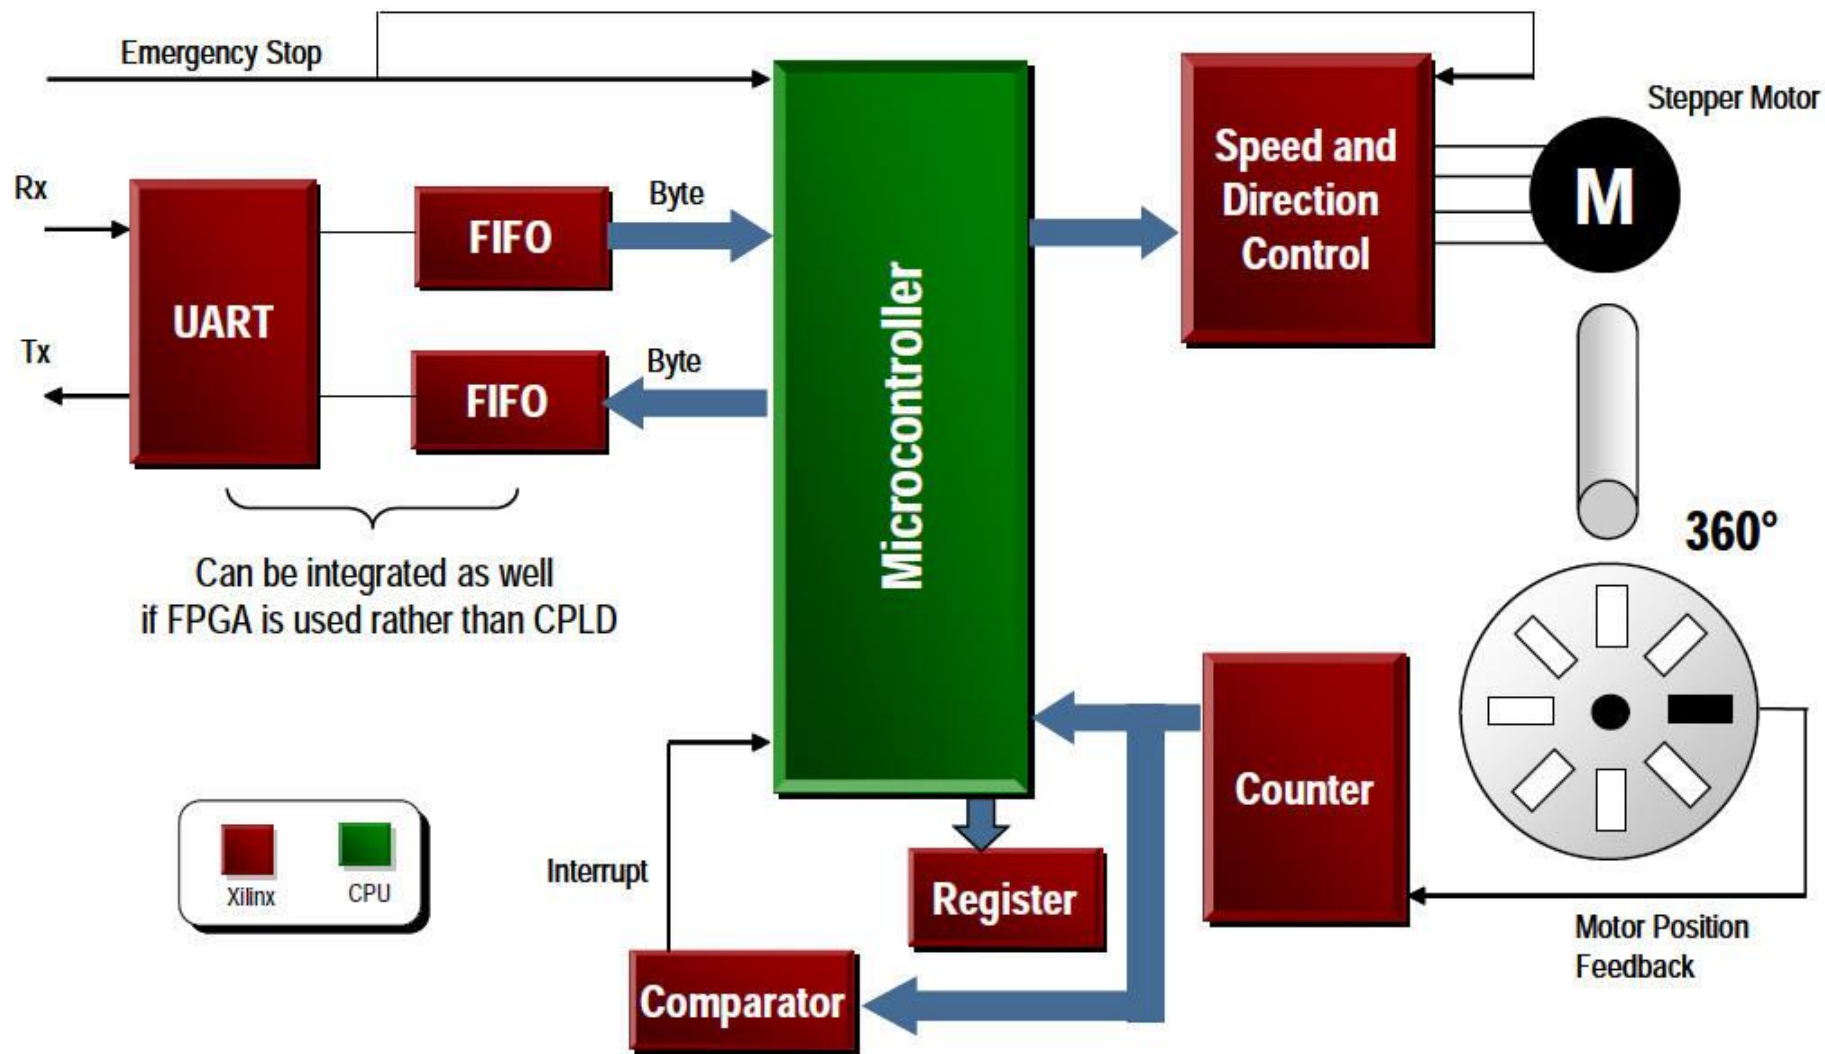 Emergency Stop
Stepper Motor
Rx
Tx
UART
FIFO
FIFO
Byte
Byte
Microcontroller
Speed and
Direction
Control
M
360°
Can be integrated as well
if FPGA is used rather than CPLD
Counter
Interrupt
Register
Comparator
Motor Position
Feedback
Xilinx
CPU